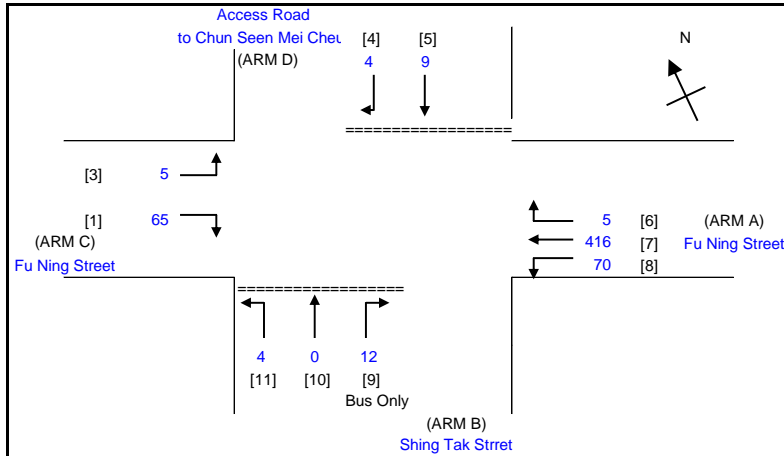 Access Road
to Chun Seen Mei Cheu [4] [5] N
(ARM D) 4 9
=================
[3] 5
5 [6] (ARM A)
[1] 65
416 [7] Fu Ning Street
(ARM C)
70 [8]
Fu Ning Street
=================
4 0 12
[11] [10] [9]
Bus Only
(ARM B)
Shing Tak Strret